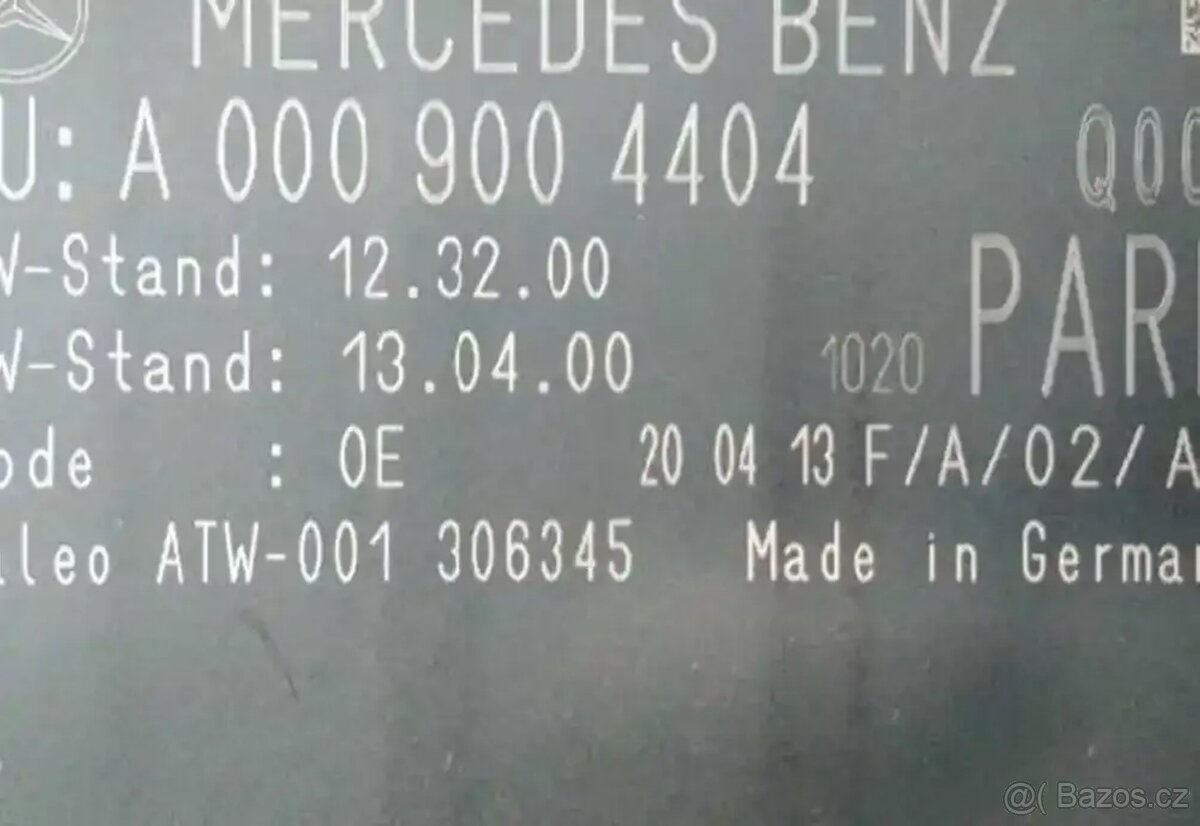 MERCEDES BENZ
U: A 000 900 4404 Q00
W-Stand: 12.32.00
W-Stand: 13.04.00 1020 PAR
ode : 0E 20 04 13 F/A/02/A
leo ATW-001 306345 Made in German
@( Bazos.cz